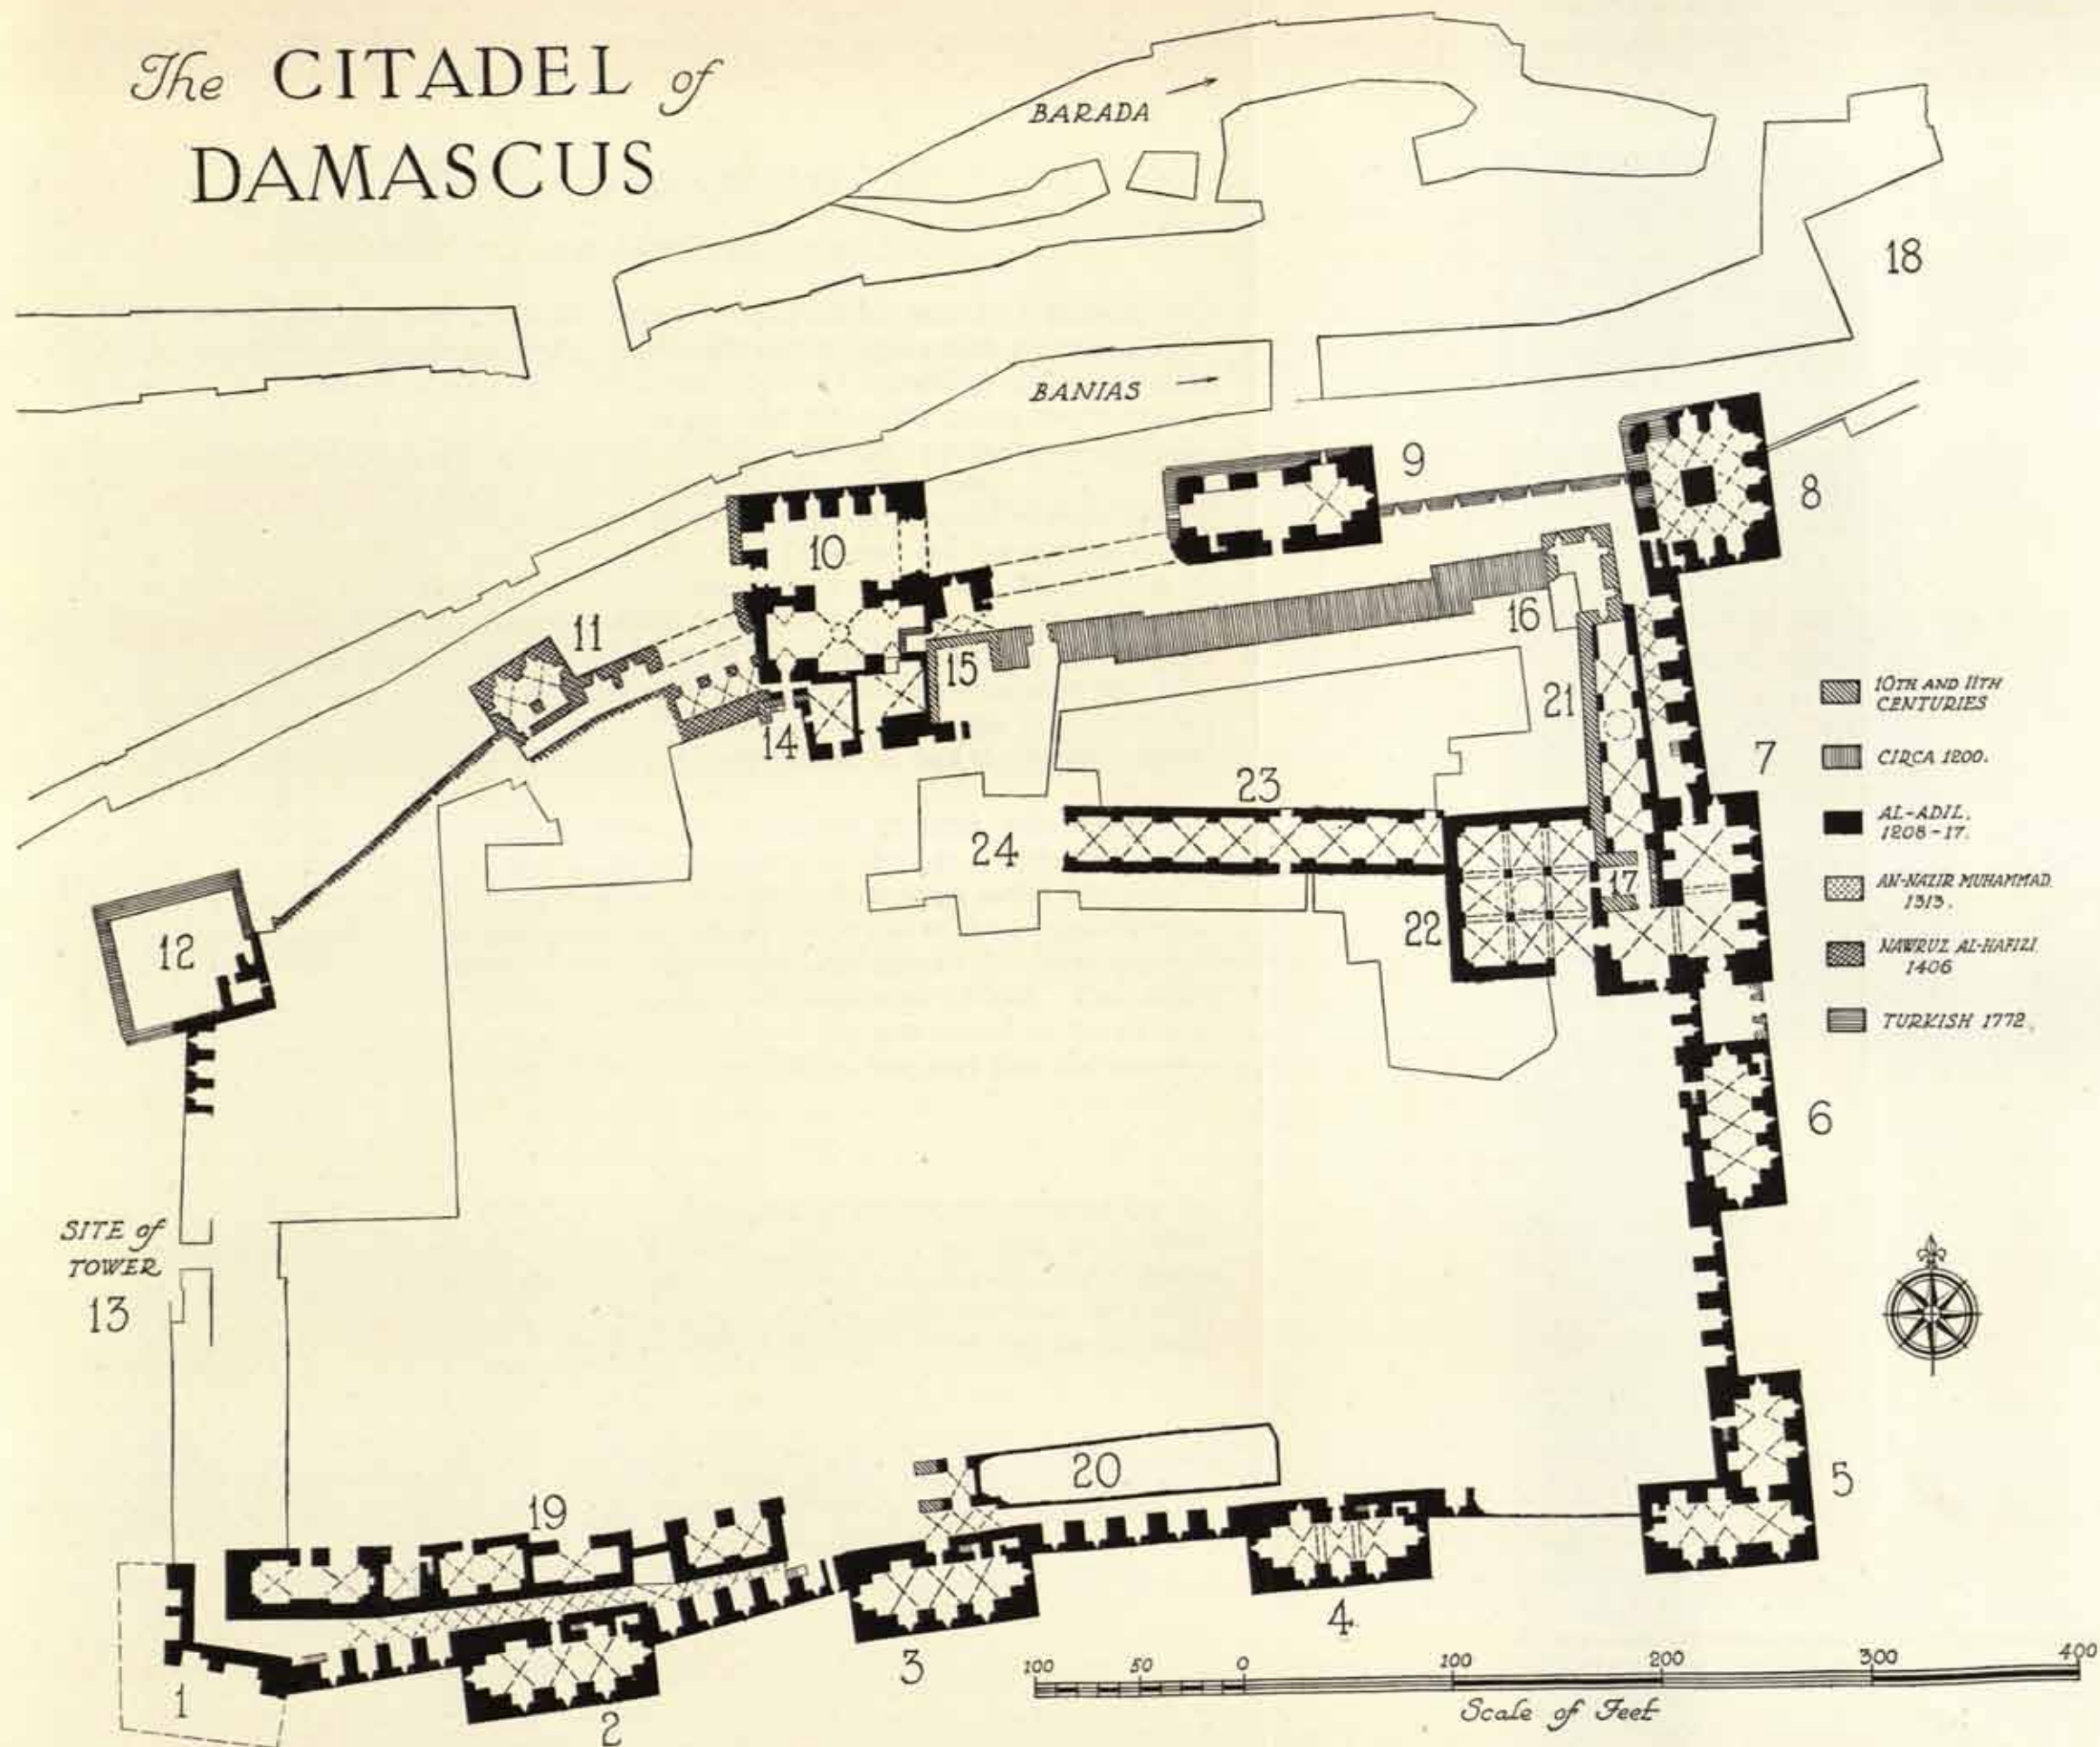 The CITADEL of
DAMASCUS
BARADA
BANIAS
18
9
8
10
11
16
15
14
21
7
23
24
17
22
12
6
10TH AND 11TH
CENTURIES
CIRCA 1200.
AL-ADIL.
1208-17.
AN-NAZIR MUHAMMAD.
1313.
NAWRUZ AL-HAFIZI.
1406
TURKISH 1772.
SITE of
TOWER
13
19
20
5
1
2
3
4
100 50 0 100 200 300 400
Scale of Feet